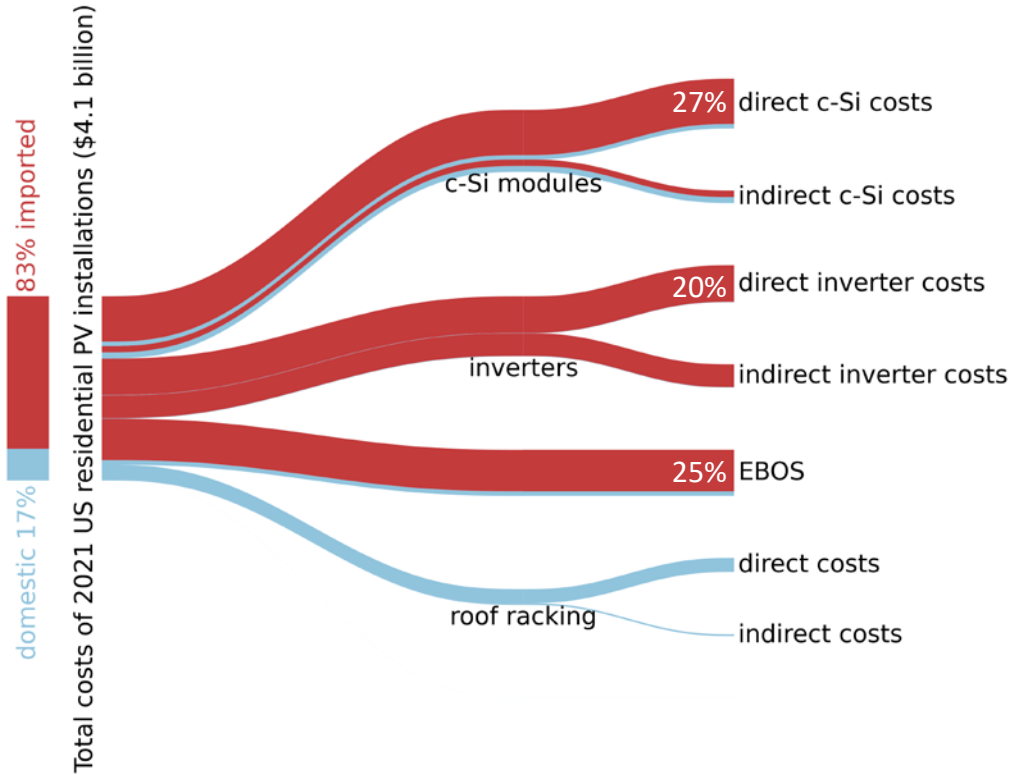 83% imported
domestic 17%
Total costs of 2021 US residential PV installations ($4.1 billion)
c-Si modules
27% direct c-Si costs
indirect c-Si costs
inverters
20% direct inverter costs
indirect inverter costs
25% EBOS
roof racking
direct costs
indirect costs